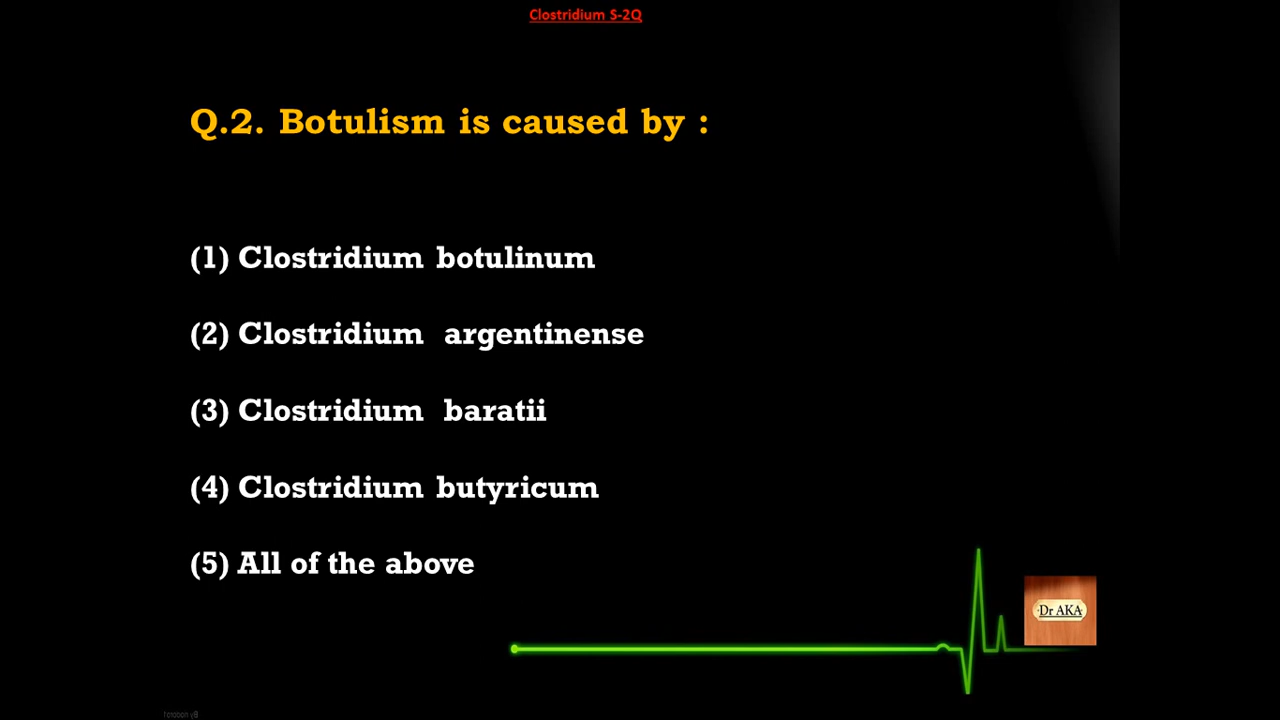 Clostridium S-2Q
Q.2. Botulism is caused by :
(1) Clostridium botulinum
(2) Clostridium argentinense
(3) Clostridium baratii
(4) Clostridium butyricum
(5) All of the above
Dr AKA